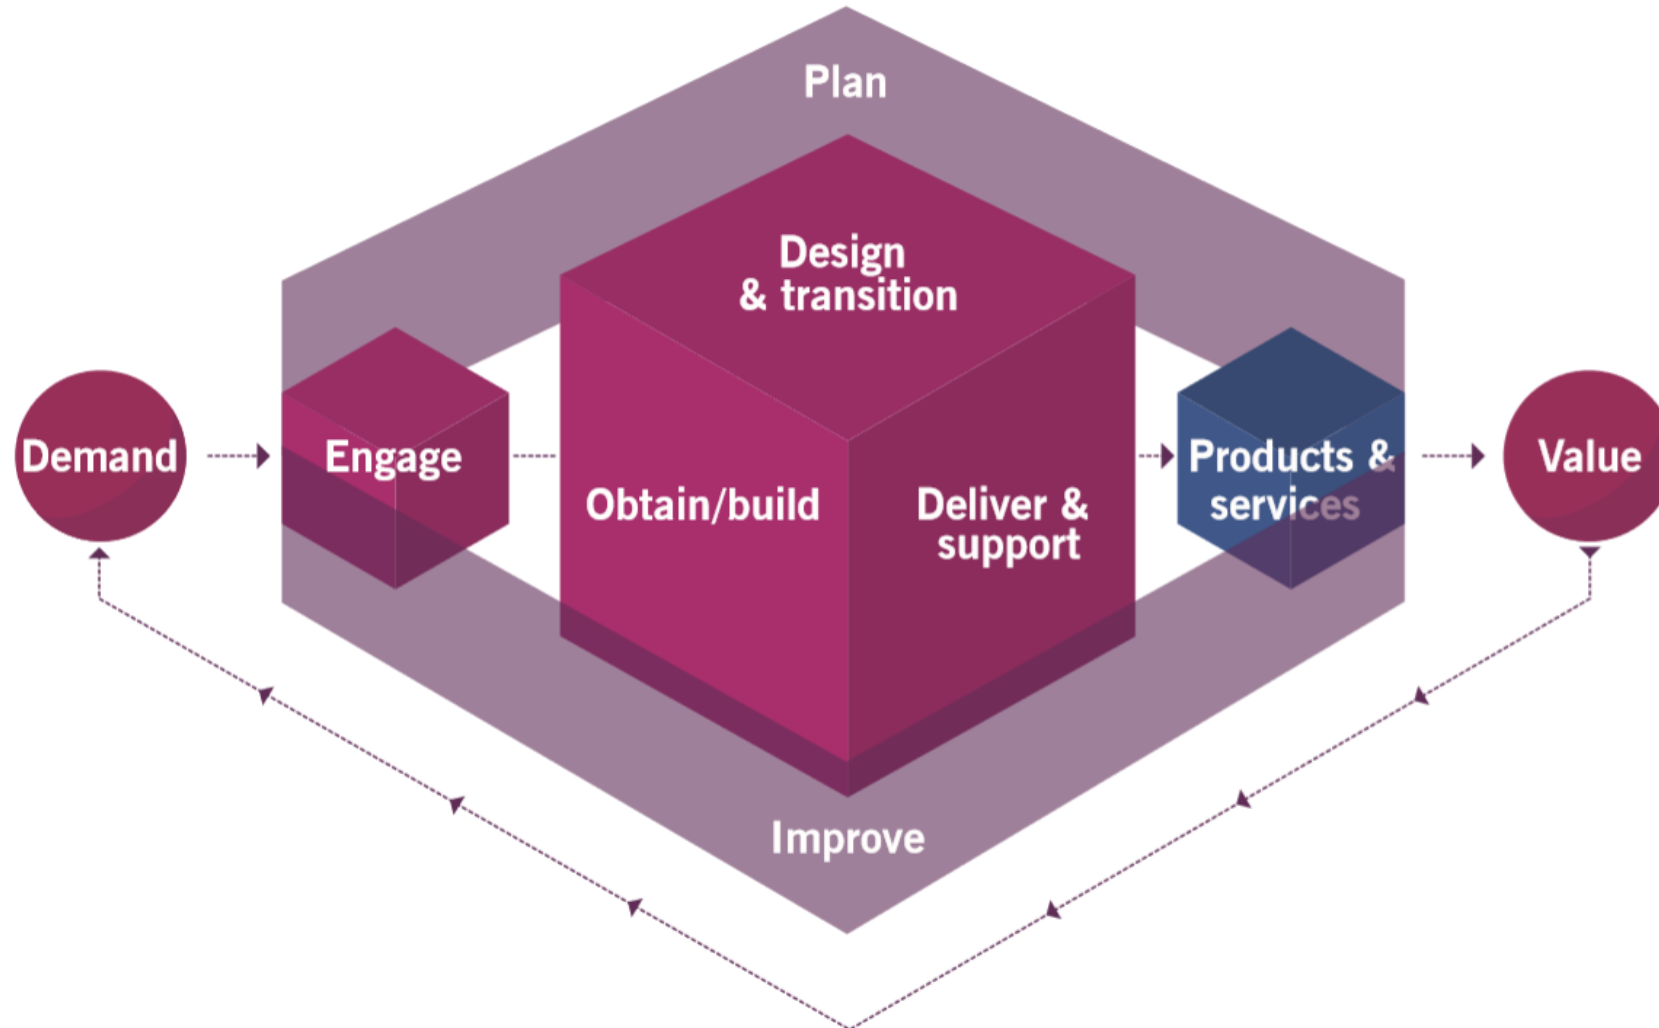 Plan
Design
& transition
Demand
Engage
Obtain/build
Deliver &
support
Products &
services
Value
Improve